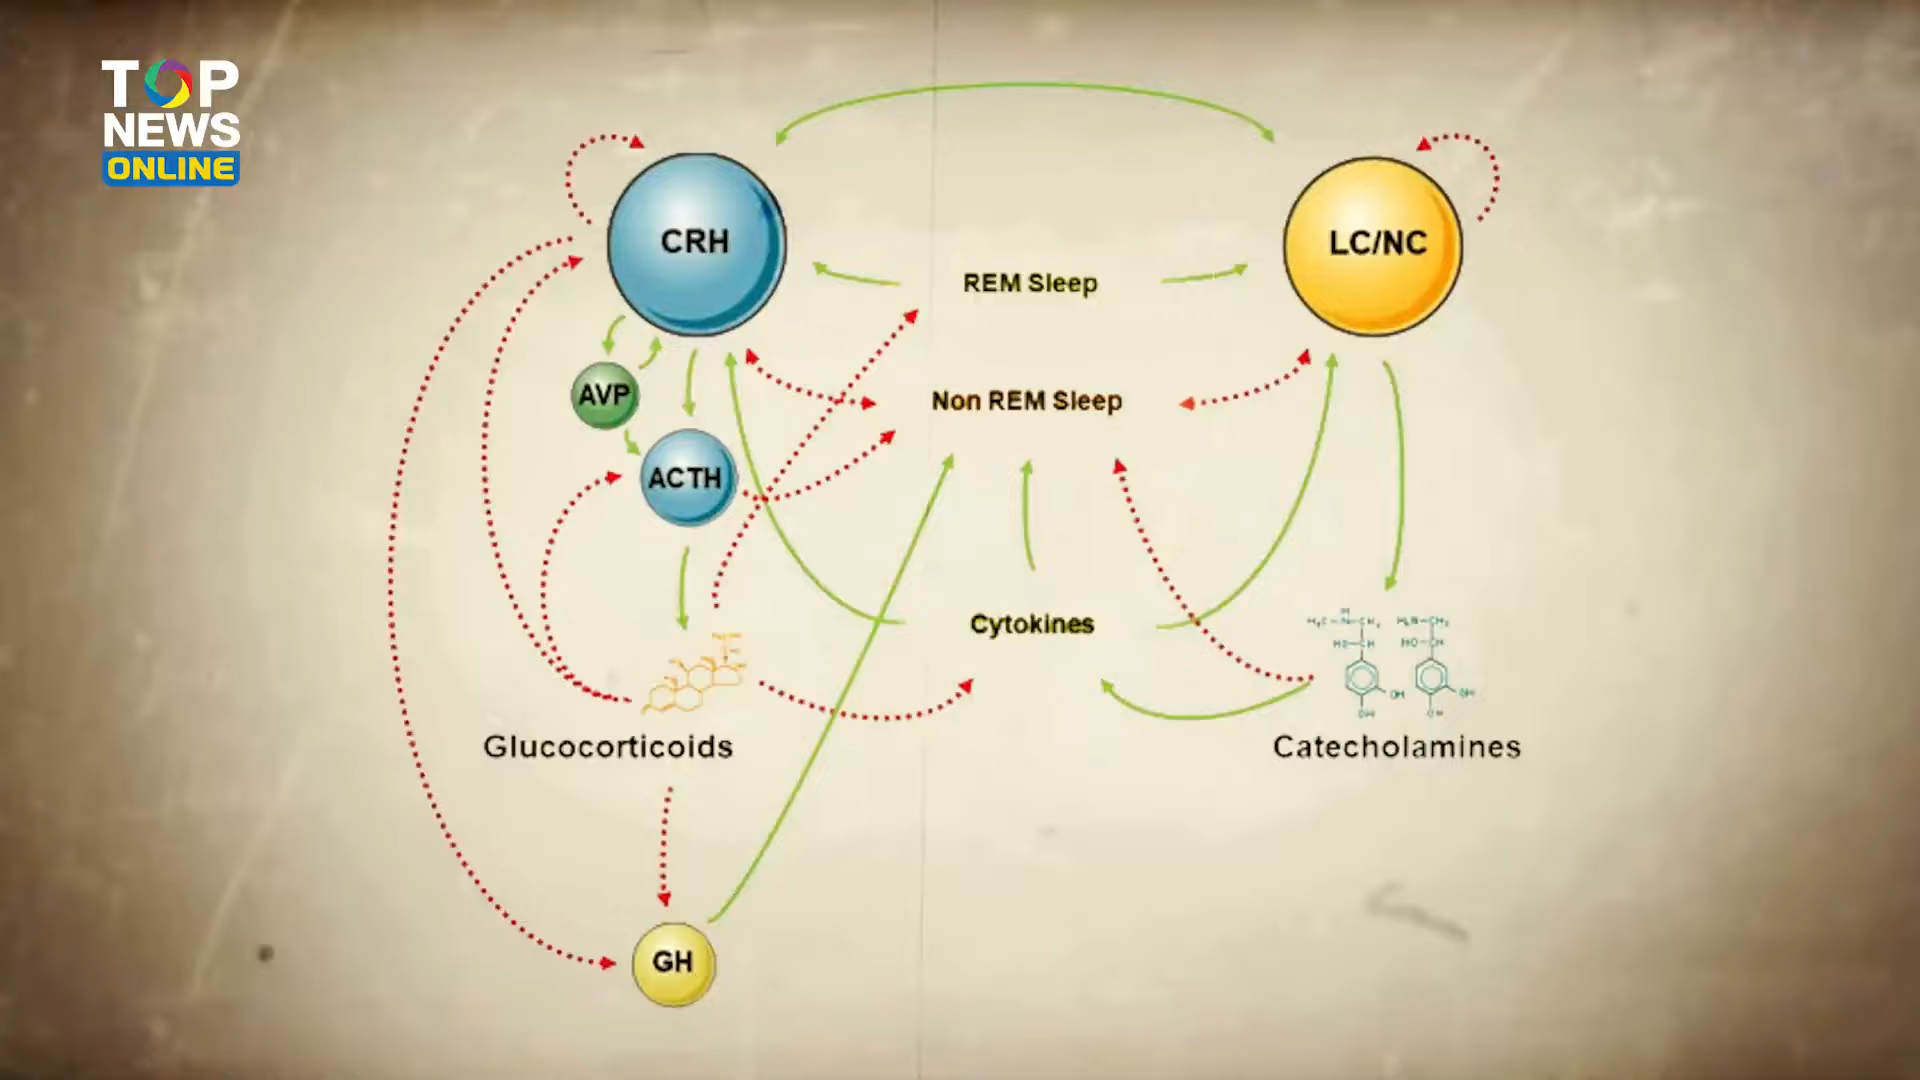 TOP
NEWS
ONLINE
CRH
LC/NC
REM Sleep
AVP
Non REM Sleep
ACTH
Cytokines
Glucocorticoids
Catecholamines
GH